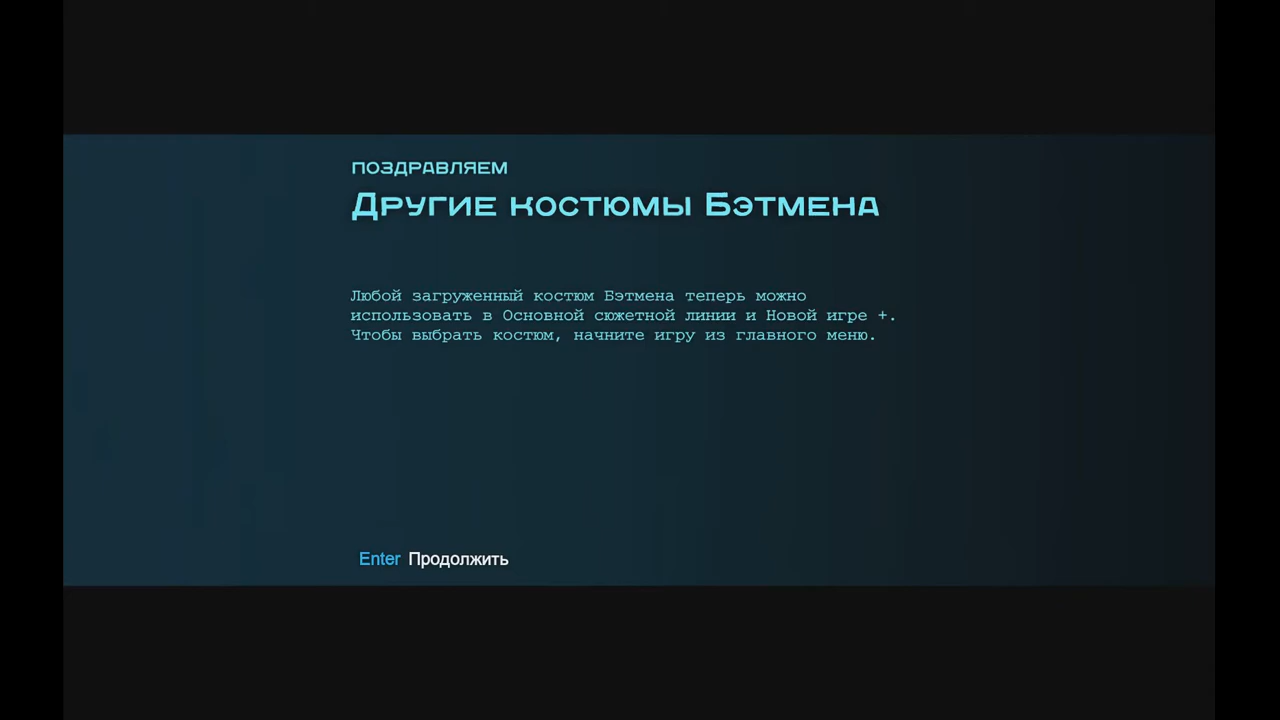 ПОЗДРАВЛЯЕМ
Другие костюмы Бэтмена
Любой загруженный костюм Бэтмена теперь можно
использовать в Основной сюжетной линии и Новой игре +.
Чтобы выбрать костюм, начните игру из главного меню.
Enter Продолжить